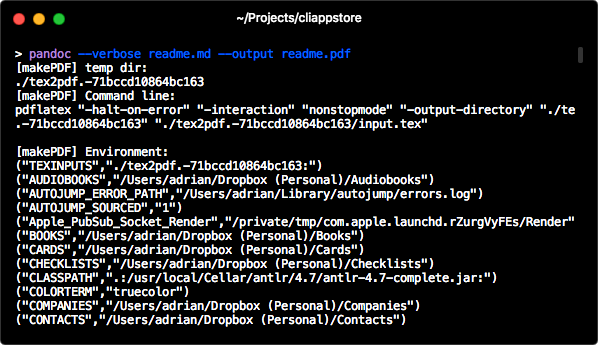 ~/Projects/cliappstore
> pandoc --verbose readme.md --output readme.pdf
[makePDF] temp dir:
./tex2pdf.-71bccd10864bc163
[makePDF] Command line:
pdflatex "-halt-on-error" "-interaction" "nonstopmode" "-output-directory" "./te
.-71bccd10864bc163" "./tex2pdf.-71bccd10864bc163/input.tex"
[makePDF] Environment:
("TEXINPUTS","./tex2pdf.-71bccd10864bc163:")
("AUDIOBOOKS","/Users/adrian/Dropbox (Personal)/Audiobooks")
("AUTOJUMP_ERROR_PATH","/Users/adrian/Library/autojump/errors.log")
("AUTOJUMP_SOURCED","1")
("Apple_PubSub_Socket_Render","/private/tmp/com.apple.launchd.rZurgVyFEs/Render"
("BOOKS","/Users/adrian/Dropbox (Personal)/Books")
("CARDS","/Users/adrian/Dropbox (Personal)/Cards")
("CHECKLISTS","/Users/adrian/Dropbox (Personal)/Checklists")
("CLASSPATH",".:/usr/local/Cellar/antlr/4.7/antlr-4.7-complete.jar:")
("COLORTERM","truecolor")
("COMPANIES","/Users/adrian/Dropbox (Personal)/Companies")
("CONTACTS","/Users/adrian/Dropbox (Personal)/Contacts")